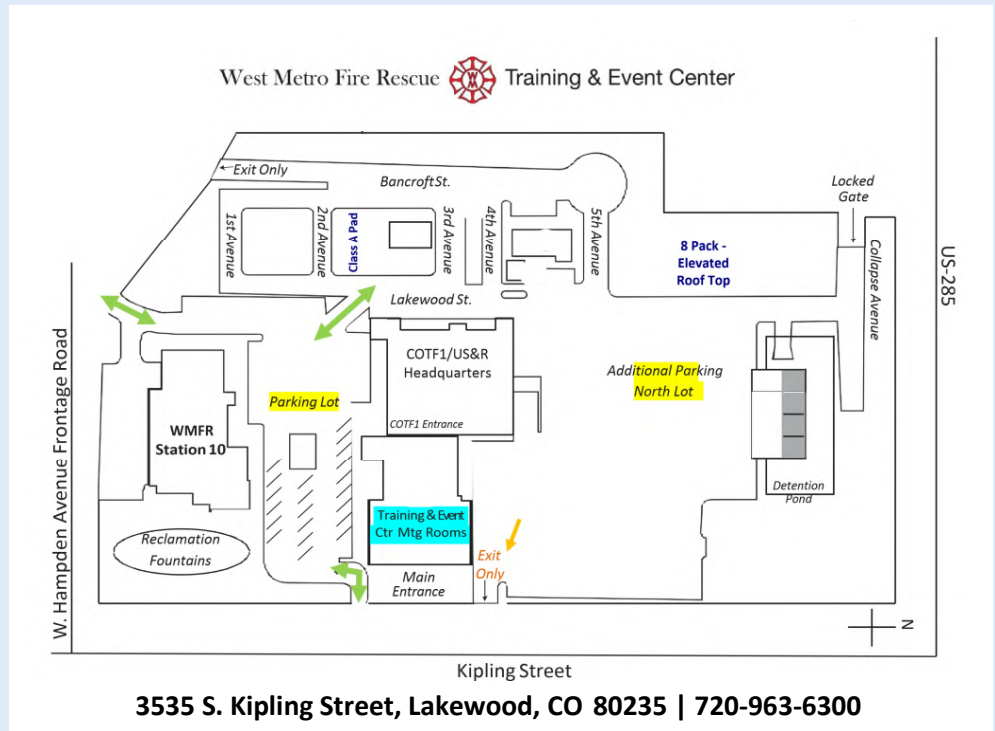 West Metro Fire Rescue
W M
Training & Event Center
Exit Only
Bancroft St.
Locked
Gate
1st Avenue
2nd Avenue
Class A Pad
3rd Avenue
4th Avenue
5th Avenue
8 Pack -
Elevated
Roof Top
Collapse Avenue
US-285
Lakewood St.
W. Hampden Avenue Frontage Road
COTF1/US&R
Headquarters
COTF1 Entrance
Additional Parking
North Lot
Parking Lot
WMFR
Station 10
Detention
Pond
Training & Event
Ctr Mtg Rooms
Reclamation
Fountains
Exit
Only
Main
Entrance
N
Kipling Street
3535 S. Kipling Street, Lakewood, CO 80235 | 720-963-6300